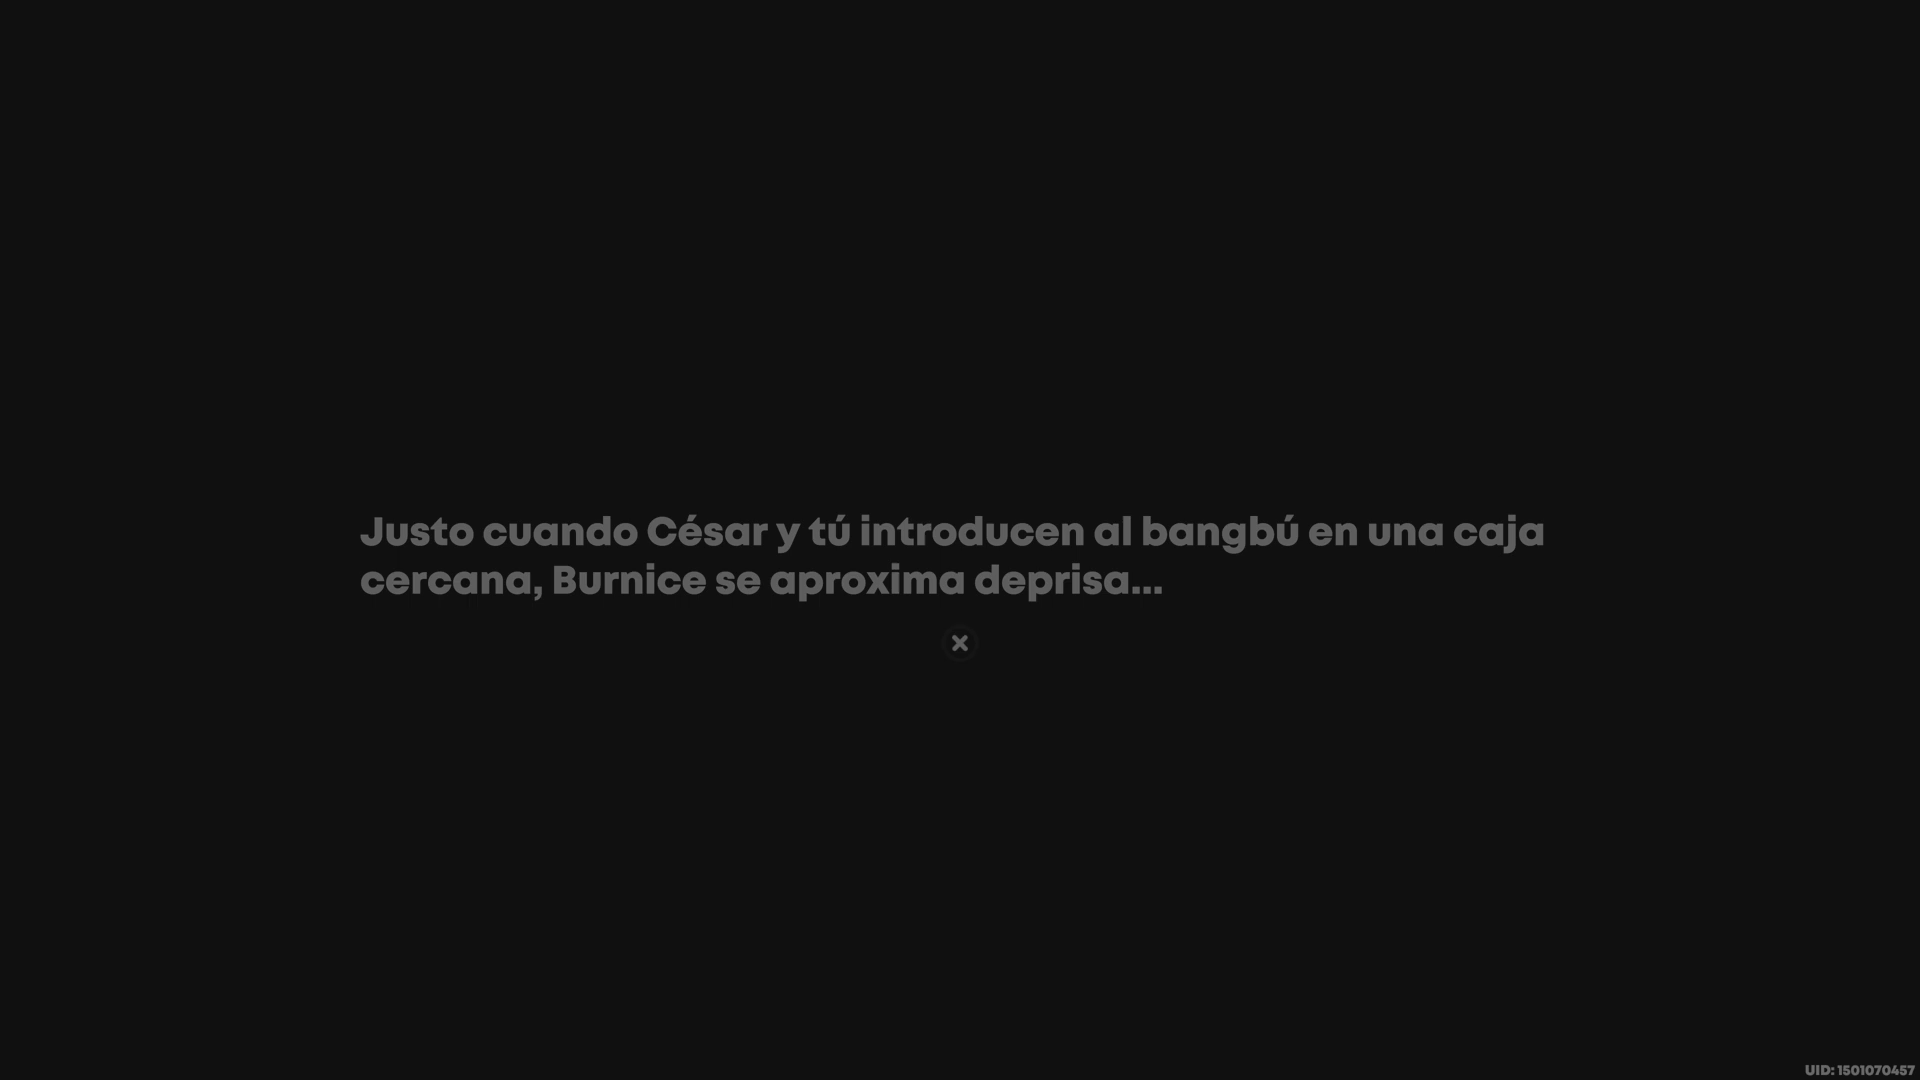 Justo cuando César y tú introducen al bangbú en una caja
cercana, Burnice se aproxima deprisa...
UID: 1501070457